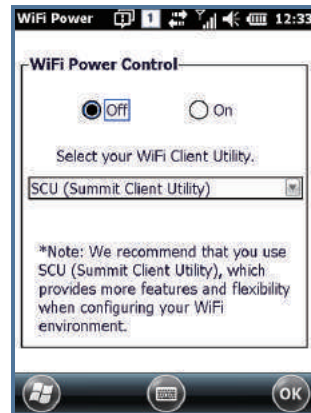 WiFi Power 1 12:33
WiFi Power Control
Off On
Select your WiFi Client Utility.
SCU (Summit Client Utility)
*Note: We recommend that you use
SCU (Summit Client Utility), which
provides more features and flexibility
when configuring your WiFi
environment.
OK